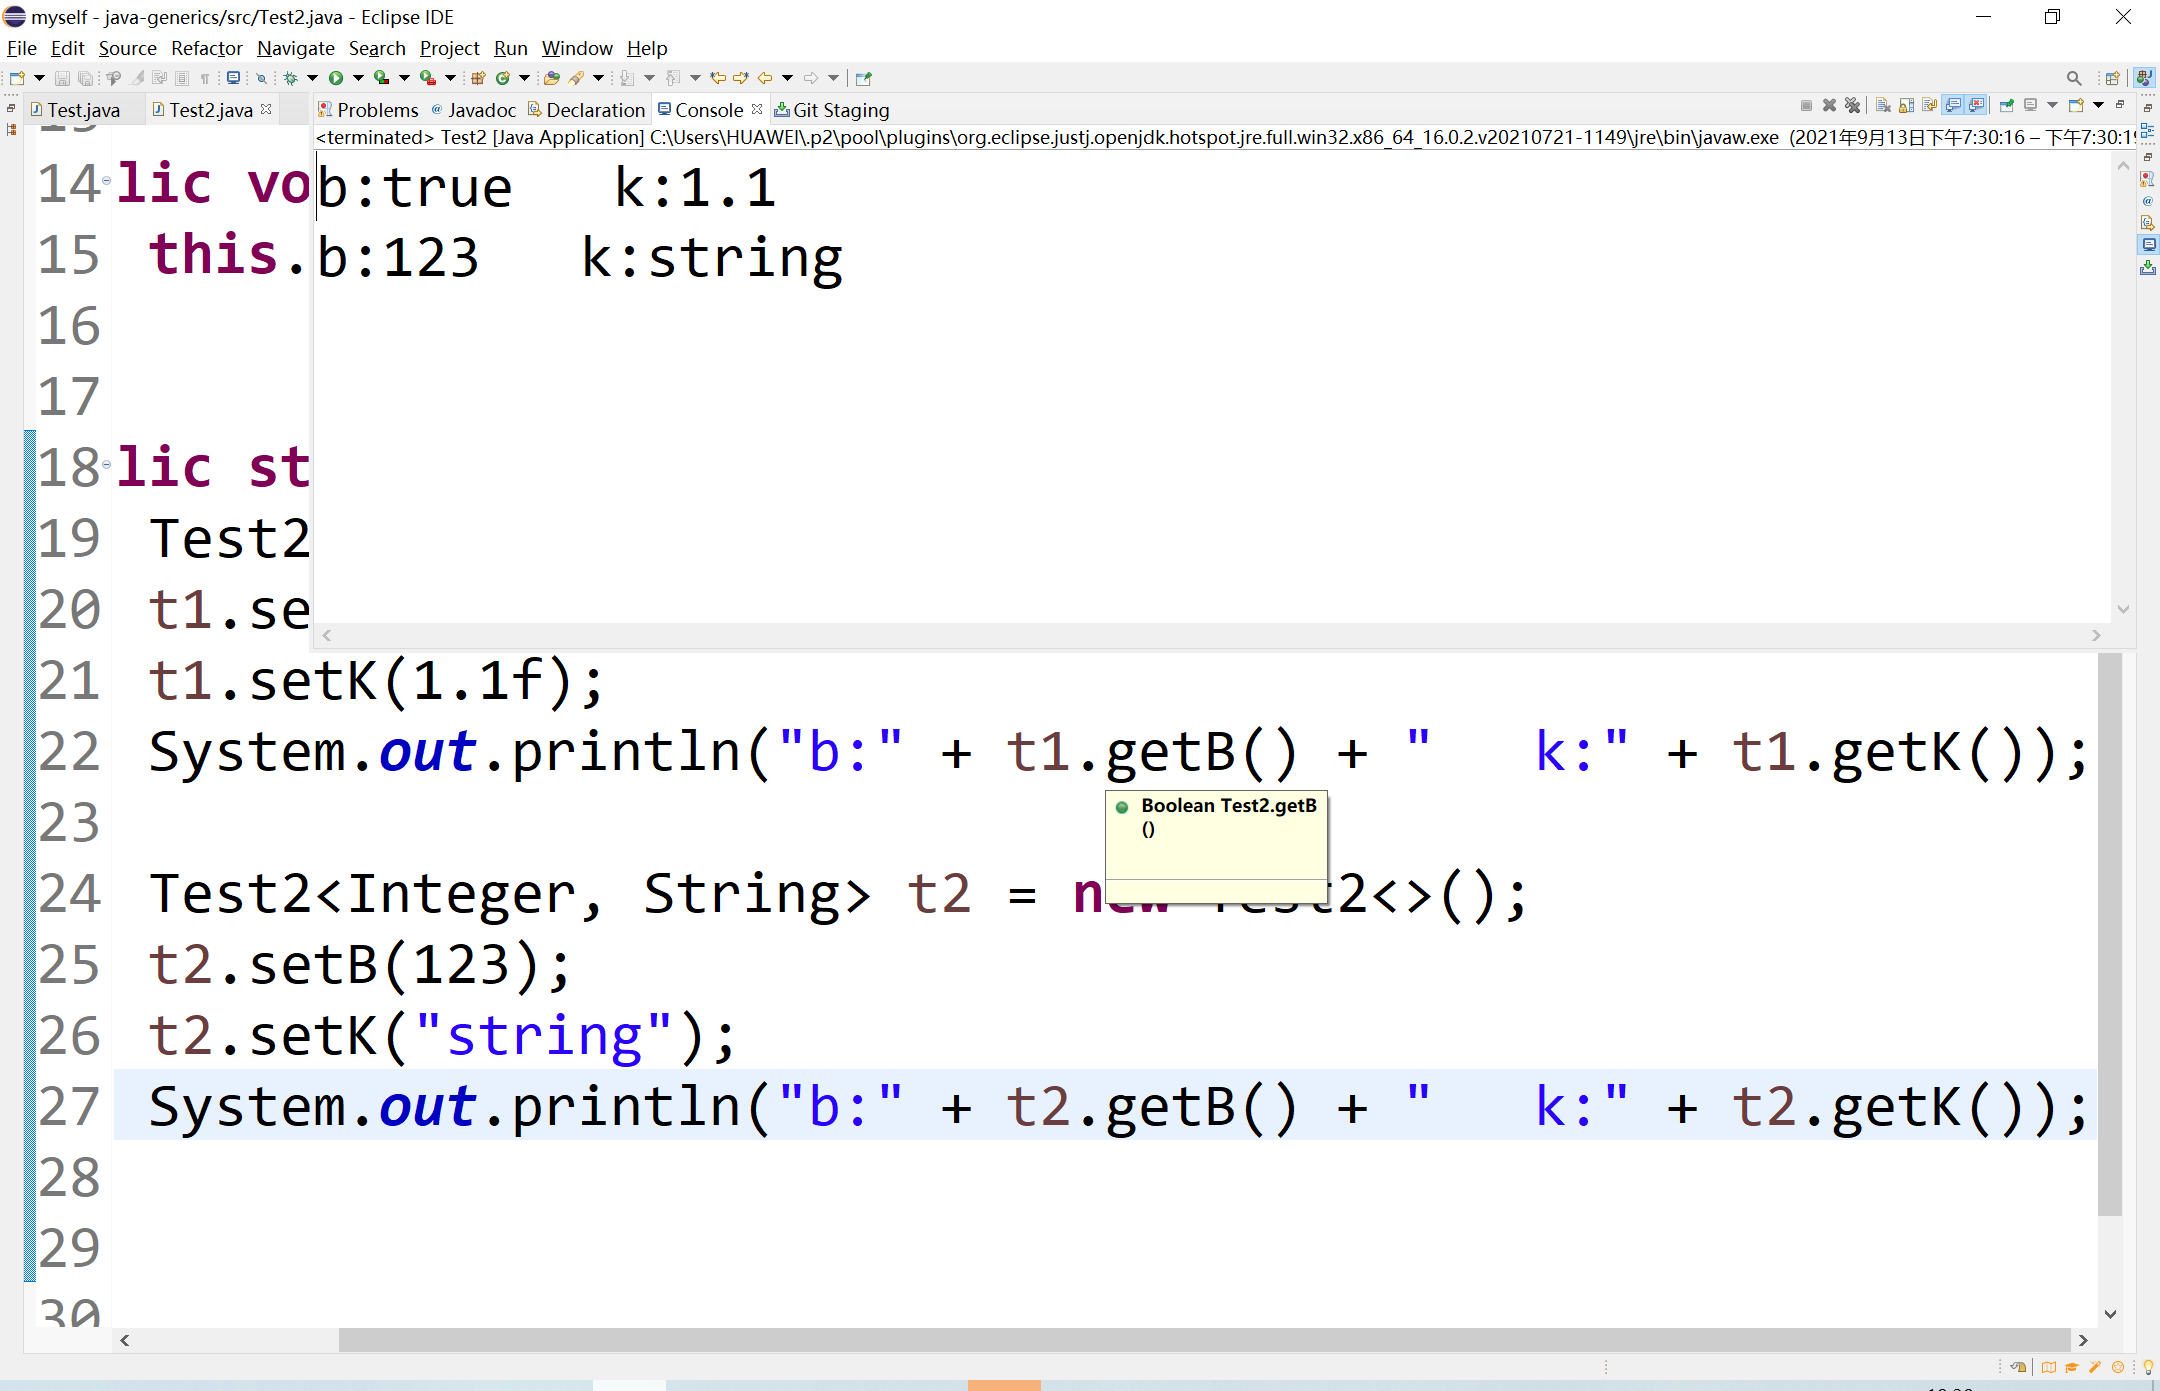 myself - java-generics/src/Test2.java - Eclipse IDE
File Edit Source Refactor Navigate Search Project Run Window Help
Test.java Test2.java Problems Javadoc Declaration Console Git Staging
<terminated> Test2 [Java Application] C:\Users\HUAWEI\.p2\pool\plugins\org.eclipse.justj.openjdk.hotspot.jre.full.win32.x86_64_16.0.2.v20210721-1149\jre\bin\javaw.exe (2021年9月13日下午7:30:16 – 下午7:30:19
b:true   k:1.1
b:123   k:string
14 lic vo
15 this.
16
17
18 lic st
19 Test2
20 t1.se
21 t1.setK(1.1f);
22 System.out.println("b:" + t1.getB() + "   k:" + t1.getK());
23
Boolean Test2.getB
()
24 Test2<Integer, String> t2 = new Test2<>();
25 t2.setB(123);
26 t2.setK("string");
27 System.out.println("b:" + t2.getB() + "   k:" + t2.getK());
28
29
30